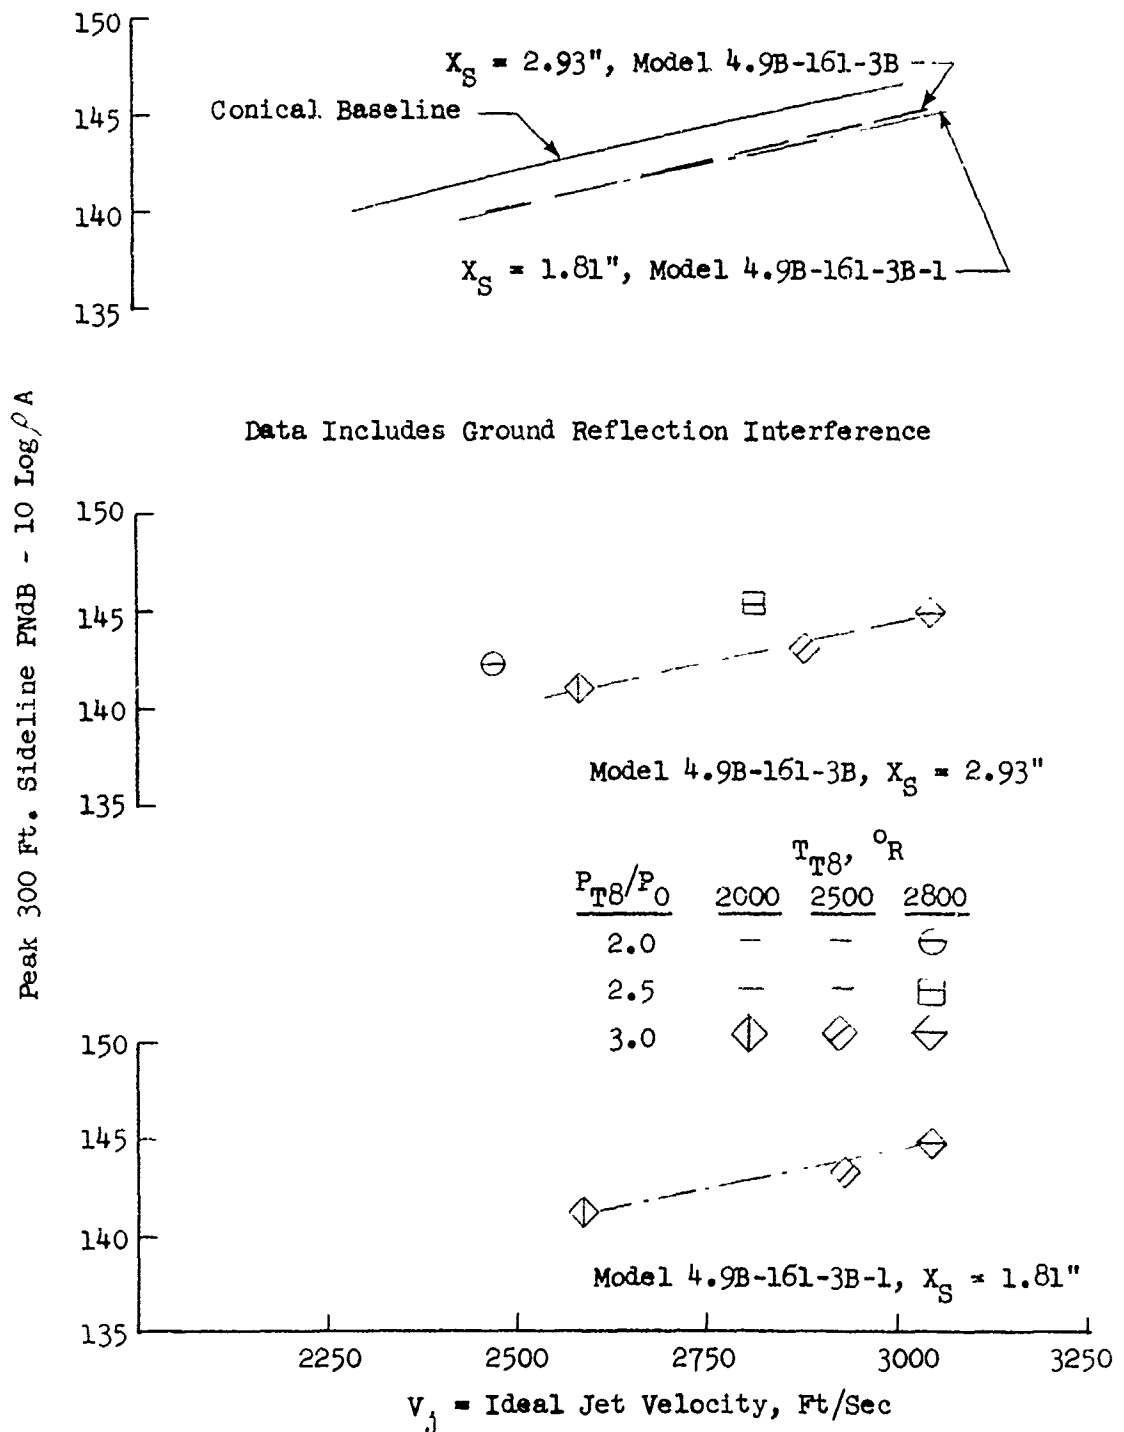 150
X_S = 2.93", Model 4.9B-161-3B
Conical Baseline
145
140
X_S = 1.81", Model 4.9B-161-3B-1
135
Peak 300 Ft. Sideline PNdB - 10 Log ρ A
Data Includes Ground Reflection Interference
150
145
140
Model 4.9B-161-3B, X_S = 2.93"
135
T_T8, °R
P_T8/P_0 2000 2500 2800
2.0 - -
2.5 - -
3.0
150
145
140
Model 4.9B-161-3B-1, X_S = 1.81"
135
2250 2500 2750 3000 3250
V_j = Ideal Jet Velocity, Ft/Sec